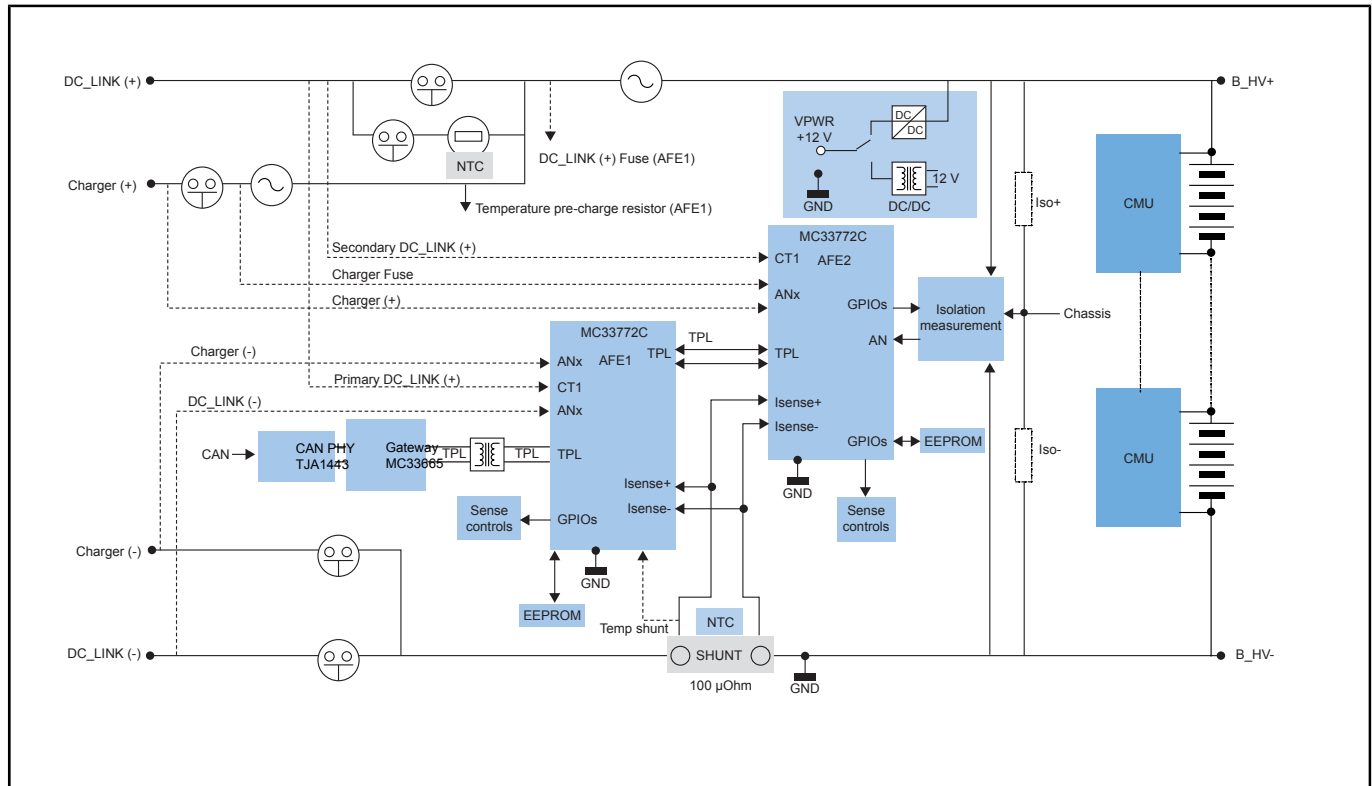 DC_LINK (+)
B_HV+
DC
DC
VPWR
+12 V
NTC
DC_LINK (+) Fuse (AFE1)
Charger (+)
12 V
GND
DC/DC
Iso+
CMU
Temperature pre-charge resistor (AFE1)
MC33772C
Secondary DC_LINK (+)
CT1
AFE2
Charger Fuse
ANx
Charger (+)
GPIOs
Isolation
measurement
Chassis
MC33772C
TPL
AN
Charger (-)
ANx
AFE1
TPL
TPL
Primary DC_LINK (+)
CT1
DC_LINK (-)
ANx
Isense+
Isense-
GPIOs
EEPROM
CAN
CAN PHY
TJA1443
Gateway
MC33665
TPL
TPL
TPL
Iso-
CMU
GND
Isense+
Isense-
Sense
controls
GPIOs
Sense
controls
Charger (-)
GND
EEPROM
Temp shunt
NTC
DC_LINK (-)
SHUNT
B_HV-
100 µOhm
GND